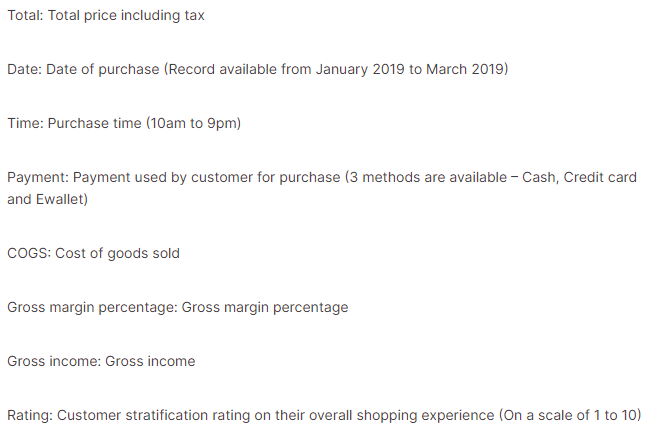 Total: Total price including tax
Date: Date of purchase (Record available from January 2019 to March 2019)
Time: Purchase time (10am to 9pm)
Payment: Payment used by customer for purchase (3 methods are available – Cash, Credit card
and Ewallet)
COGS: Cost of goods sold
Gross margin percentage: Gross margin percentage
Gross income: Gross income
Rating: Customer stratification rating on their overall shopping experience (On a scale of 1 to 10)